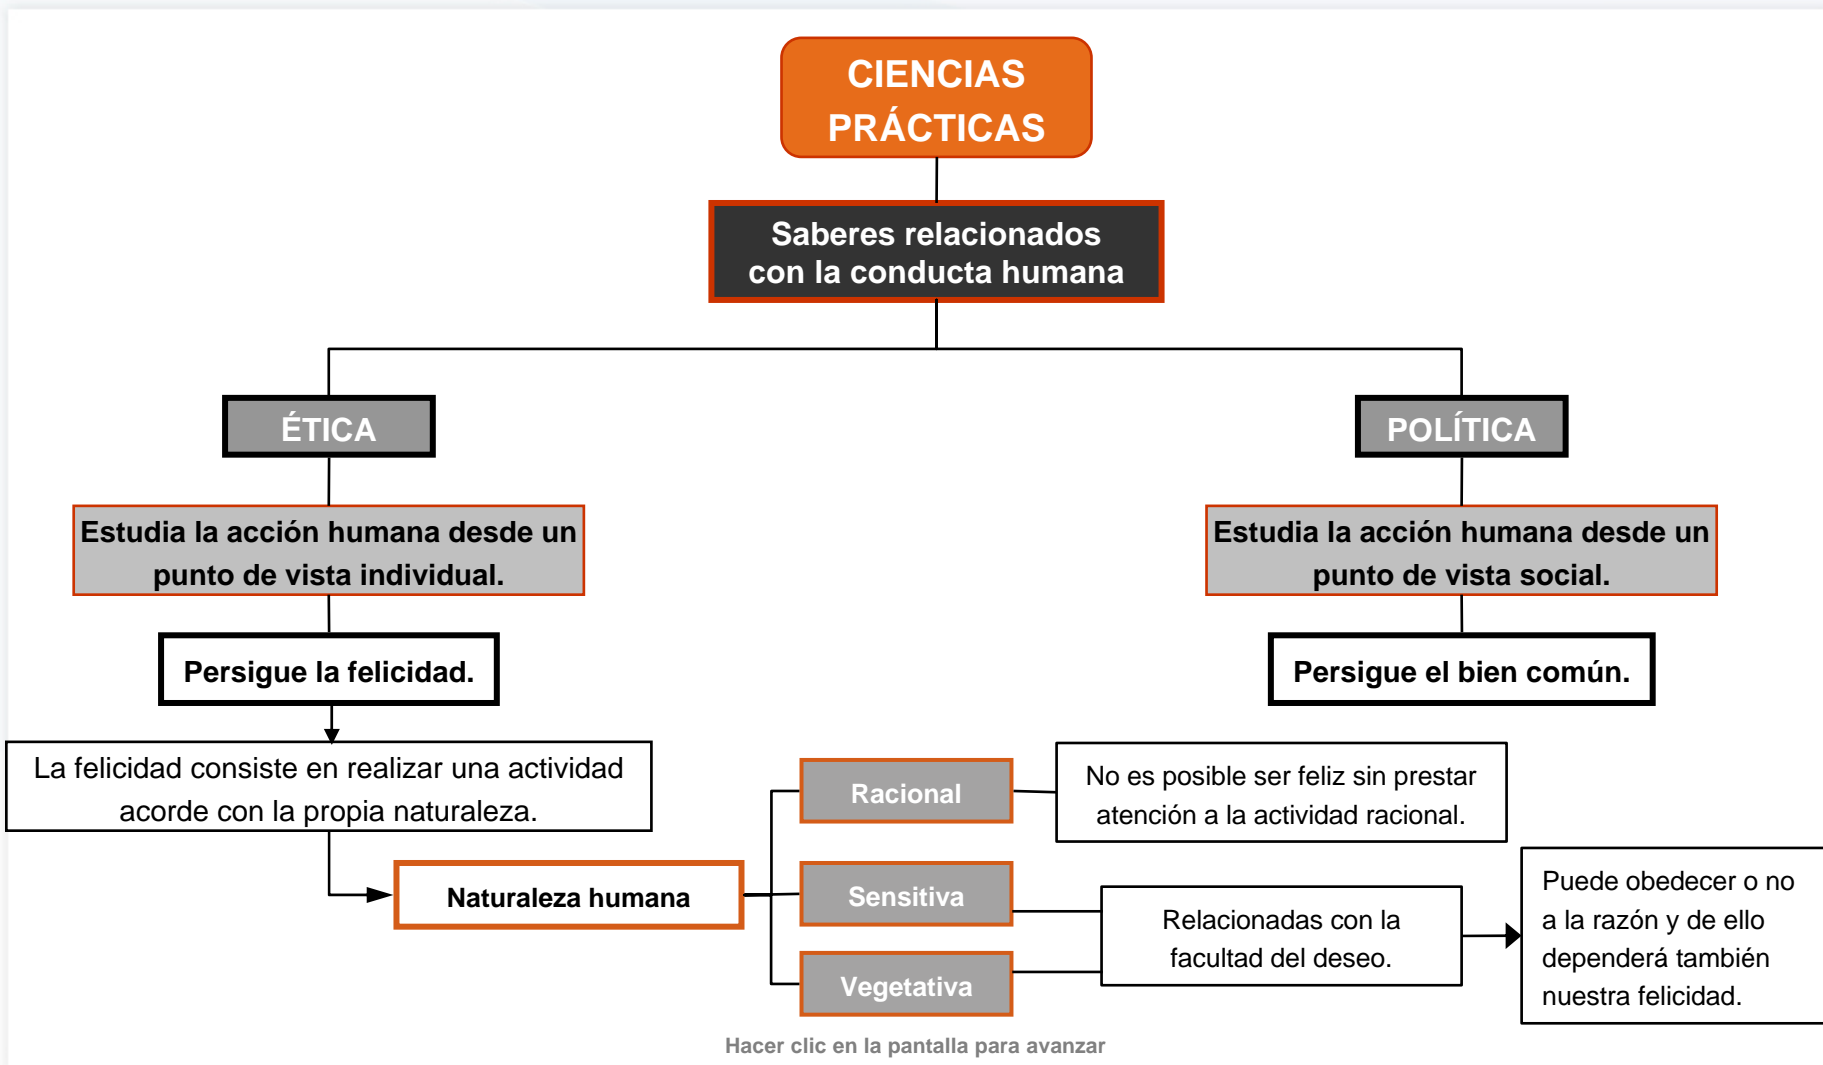 CIENCIAS
PRÁCTICAS
Saberes relacionados
con la conducta humana
ÉTICA
POLÍTICA
Estudia la acción humana desde un
punto de vista individual.
Estudia la acción humana desde un
punto de vista social.
Persigue la felicidad.
Persigue el bien común.
La felicidad consiste en realizar una actividad
acorde con la propia naturaleza.
Racional
No es posible ser feliz sin prestar
atención a la actividad racional.
Naturaleza humana
Sensitiva
Vegetativa
Relacionadas con la
facultad del deseo.
Puede obedecer o no
a la razón y de ello
dependerá también
nuestra felicidad.
Hacer clic en la pantalla para avanzar